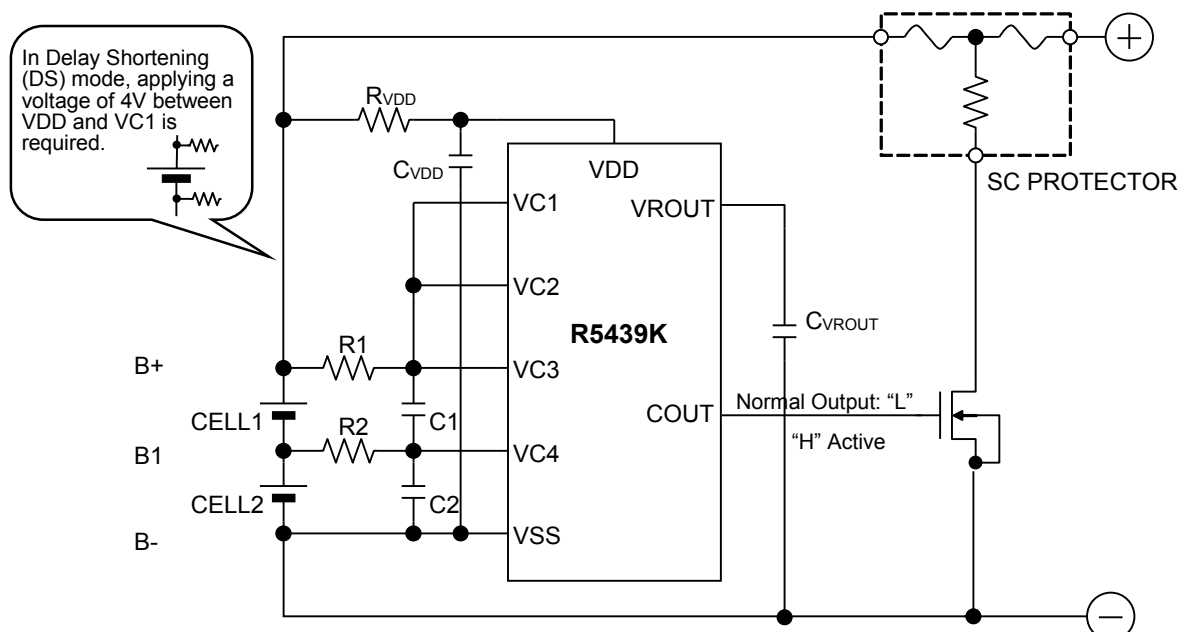 In Delay Shortening
(DS) mode, applying a
voltage of 4V between
VDD and VC1 is
required.
RVDD
CVDD
VDD
SC PROTECTOR
VC1
VROUT
VC2
R5439K
CVROUT
B+
R1
VC3
CELL1
C1
COUT
Normal Output: “L”
“H” Active
B1
R2
VC4
CELL2
C2
B-
VSS
+
−